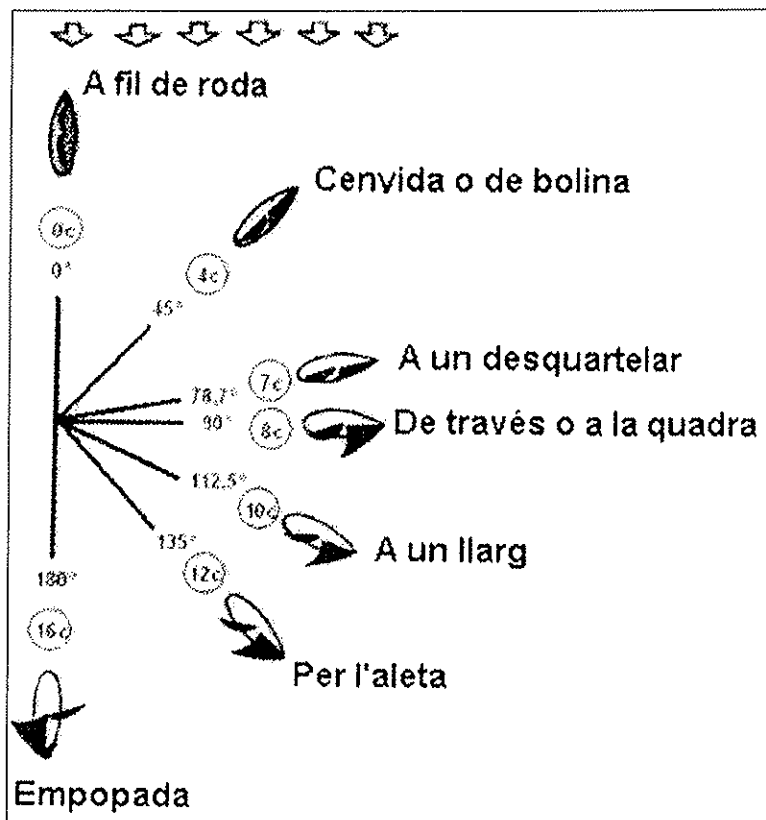 A fil de roda
Cenvida o de bolina
0c
0°
4c
45°
A un desquartelar
7c
78,7°
De través o a la quadra
8c
90°
112,5°
10c
A un llarg
135°
12c
180°
16c
Per l'aleta
Empopada